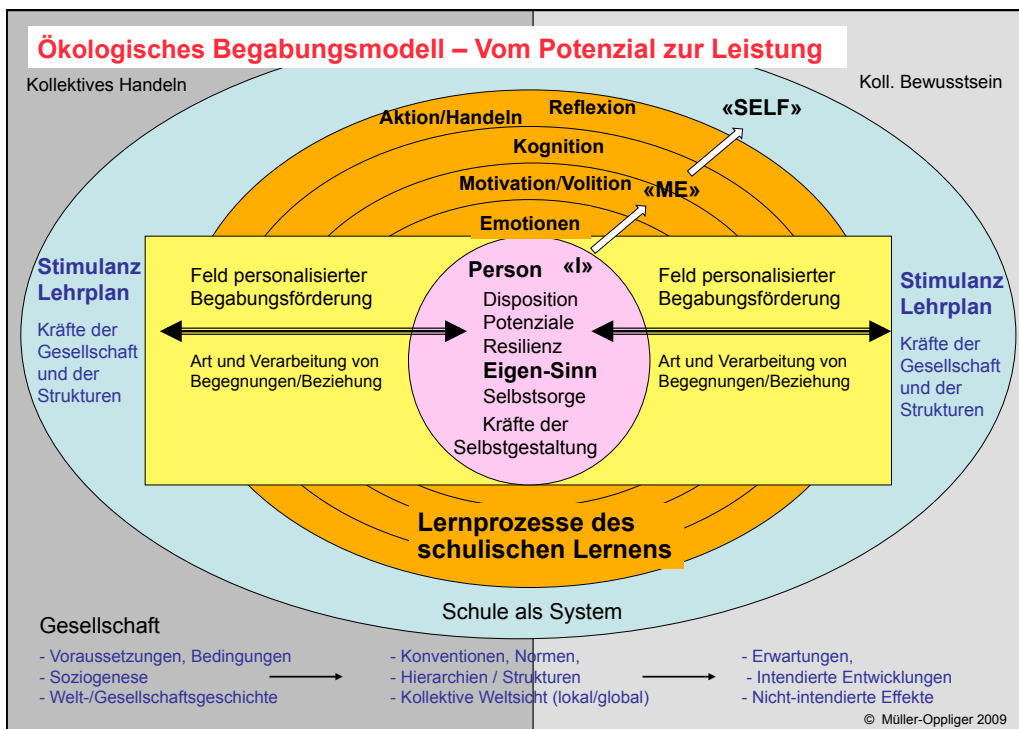 Ökologisches Begabungsmodell – Vom Potenzial zur Leistung
Kollektives Handeln
Koll. Bewusstsein
Aktion/Handeln
Reflexion
«SELF»
Kognition
Motivation/Volition
«ME»
Emotionen
Stimulanz
Lehrplan
Kräfte der
Gesellschaft
und der
Strukturen
Feld personalisierter
Begabungsförderung
Art und Verarbeitung von
Begegnungen/Beziehung
Person «I»
Disposition
Potenziale
Resilienz
Eigen-Sinn
Selbstsorge
Kräfte der
Selbstgestaltung
Feld personalisierter
Begabungsförderung
Art und Verarbeitung von
Begegnungen/Beziehung
Stimulanz
Lehrplan
Kräfte der
Gesellschaft
und der
Strukturen
Lernprozesse des
schulischen Lernens
Schule als System
Gesellschaft
- Voraussetzungen, Bedingungen
- Soziogenese
- Welt-/Gesellschaftsgeschichte
- Konventionen, Normen,
- Hierarchien / Strukturen
- Kollektive Weltsicht (lokal/global)
- Erwartungen,
- Intendierte Entwicklungen
- Nicht-intendierte Effekte
© Müller-Oppliger 2009